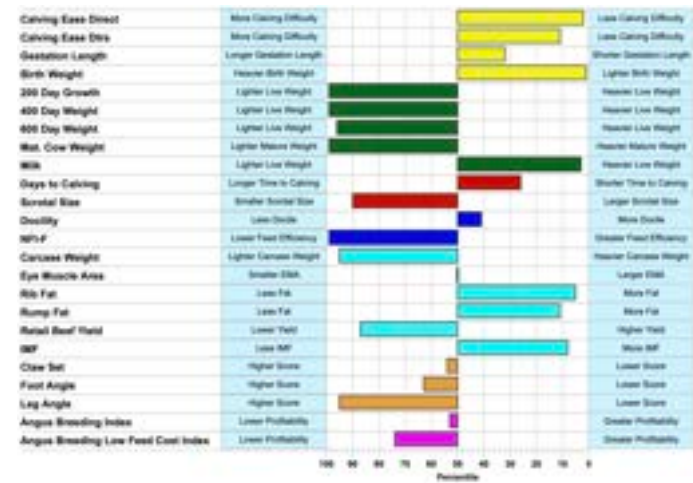 Calving Ease Direct More Calving Difficulty Less Calving Difficulty
Calving Ease Dtrs More Calving Difficulty Less Calving Difficulty
Gestation Length Longer Gestation Length Shorter Gestation Length
Birth Weight Heavier Birth Weight Lighter Birth Weight
200 Day Growth Lighter Live Weight Heavier Live Weight
400 Day Weight Lighter Live Weight Heavier Live Weight
600 Day Weight Lighter Live Weight Heavier Live Weight
Mat. Cow Weight Lighter Mature Weight Heavier Mature Weight
Milk Lighter Live Weight Heavier Live Weight
Days to Calving Longer Time to Calving Shorter Time to Calving
Scrotal Size Smaller Scrotal Size Larger Scrotal Size
Docility Less Docile More Docile
NFI-F Lower Feed Efficiency Greater Feed Efficiency
Carcase Weight Lighter Carcase Weight Heavier Carcase Weight
Eye Muscle Area Smaller EMA Larger EMA
Rib Fat Less Fat More Fat
Rump Fat Less Fat More Fat
Retail Beef Yield Lower Yield Higher Yield
IMF Less IMF More IMF
Claw Set Higher Score Lower Score
Foot Angle Higher Score Lower Score
Leg Angle Higher Score Lower Score
Angus Breeding Index Lower Profitability Greater Profitability
Angus Breeding Low Feed Cost Index Lower Profitability Greater Profitability
100 90 80 70 60 50 40 30 20 10 0
Percentile